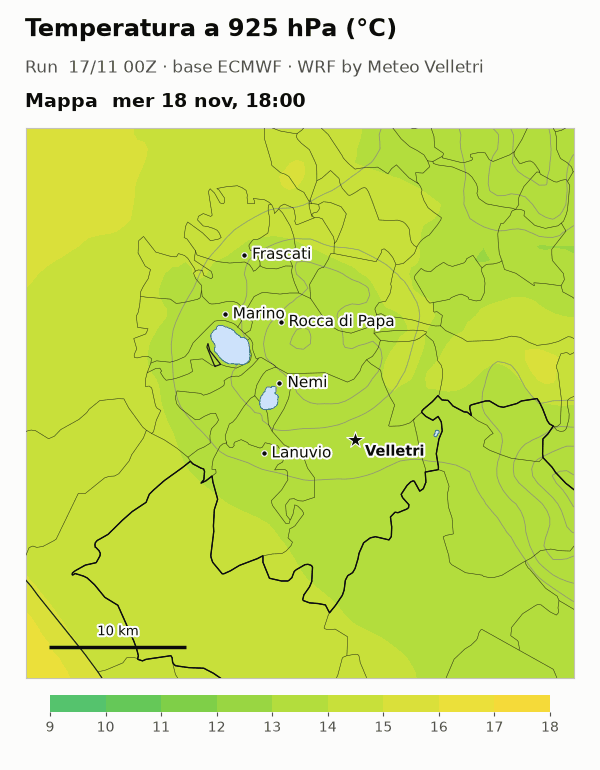 Temperatura a 925 hPa (°C)
Run  17/11 00Z · base ECMWF · WRF by Meteo Velletri
Mappa  mer 18 nov, 18:00
Frascati
Marino
Rocca di Papa
Nemi
Velletri
Lanuvio
10 km
9 10 11 12 13 14 15 16 17 18